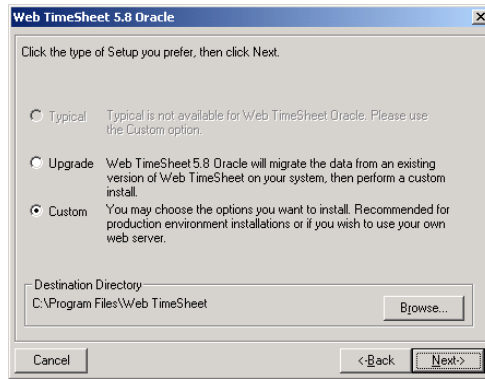 Web TimeSheet 5.8 Oracle
Click the type of Setup you prefer, then click Next.
Typical Typical is not available for Web TimeSheet Oracle. Please use
the Custom option.
Upgrade Web TimeSheet 5.8 Oracle will migrate the data from an existing
version of Web TimeSheet on your system, then perform a custom
install.
Custom You may choose the options you want to install. Recommended for
production environment installations or if you wish to use your own
web server.
Destination Directory
C:\Program Files\Web TimeSheet
Browse...
Cancel <-Back Next->